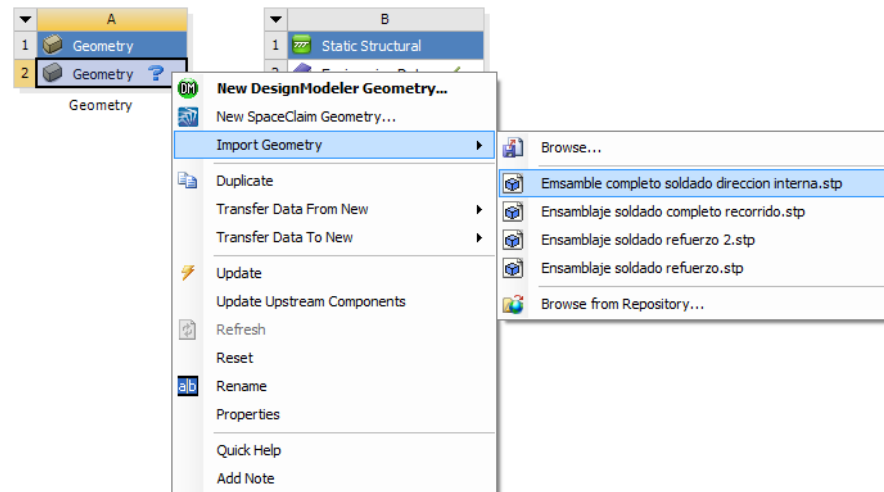 A
1 Geometry
2 Geometry ?
Geometry
B
1 Static Structural
DM New DesignModeler Geometry...
New SpaceClaim Geometry...
Import Geometry
Duplicate
Transfer Data From New
Transfer Data To New
Update
Update Upstream Components
Refresh
Reset
a|b Rename
Properties
Quick Help
Add Note
Browse...
Emsamble completo soldado direccion interna.stp
Ensamblaje soldado completo recorrido.stp
Ensamblaje soldado refuerzo 2.stp
Ensamblaje soldado refuerzo.stp
Browse from Repository...